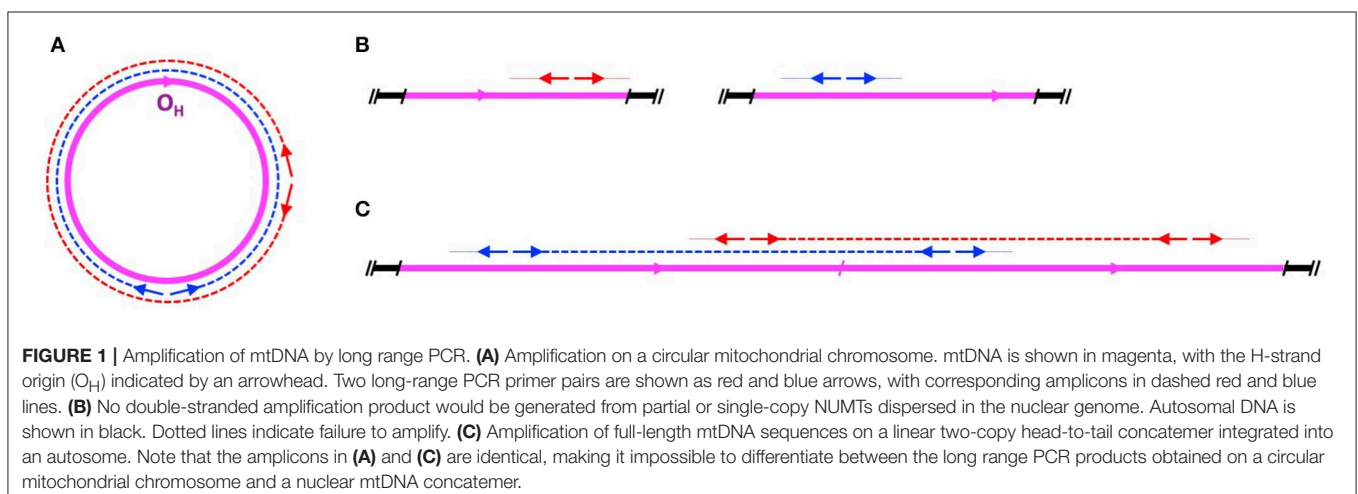 A
B
O_H
C
FIGURE 1 | Amplification of mtDNA by long range PCR. (A) Amplification on a circular mitochondrial chromosome. mtDNA is shown in magenta, with the H-strand
origin (O_H) indicated by an arrowhead. Two long-range PCR primer pairs are shown as red and blue arrows, with corresponding amplicons in dashed red and blue
lines. (B) No double-stranded amplification product would be generated from partial or single-copy NUMTs dispersed in the nuclear genome. Autosomal DNA is
shown in black. Dotted lines indicate failure to amplify. (C) Amplification of full-length mtDNA sequences on a linear two-copy head-to-tail concatemer integrated into
an autosome. Note that the amplicons in (A) and (C) are identical, making it impossible to differentiate between the long range PCR products obtained on a circular
mitochondrial chromosome and a nuclear mtDNA concatemer.